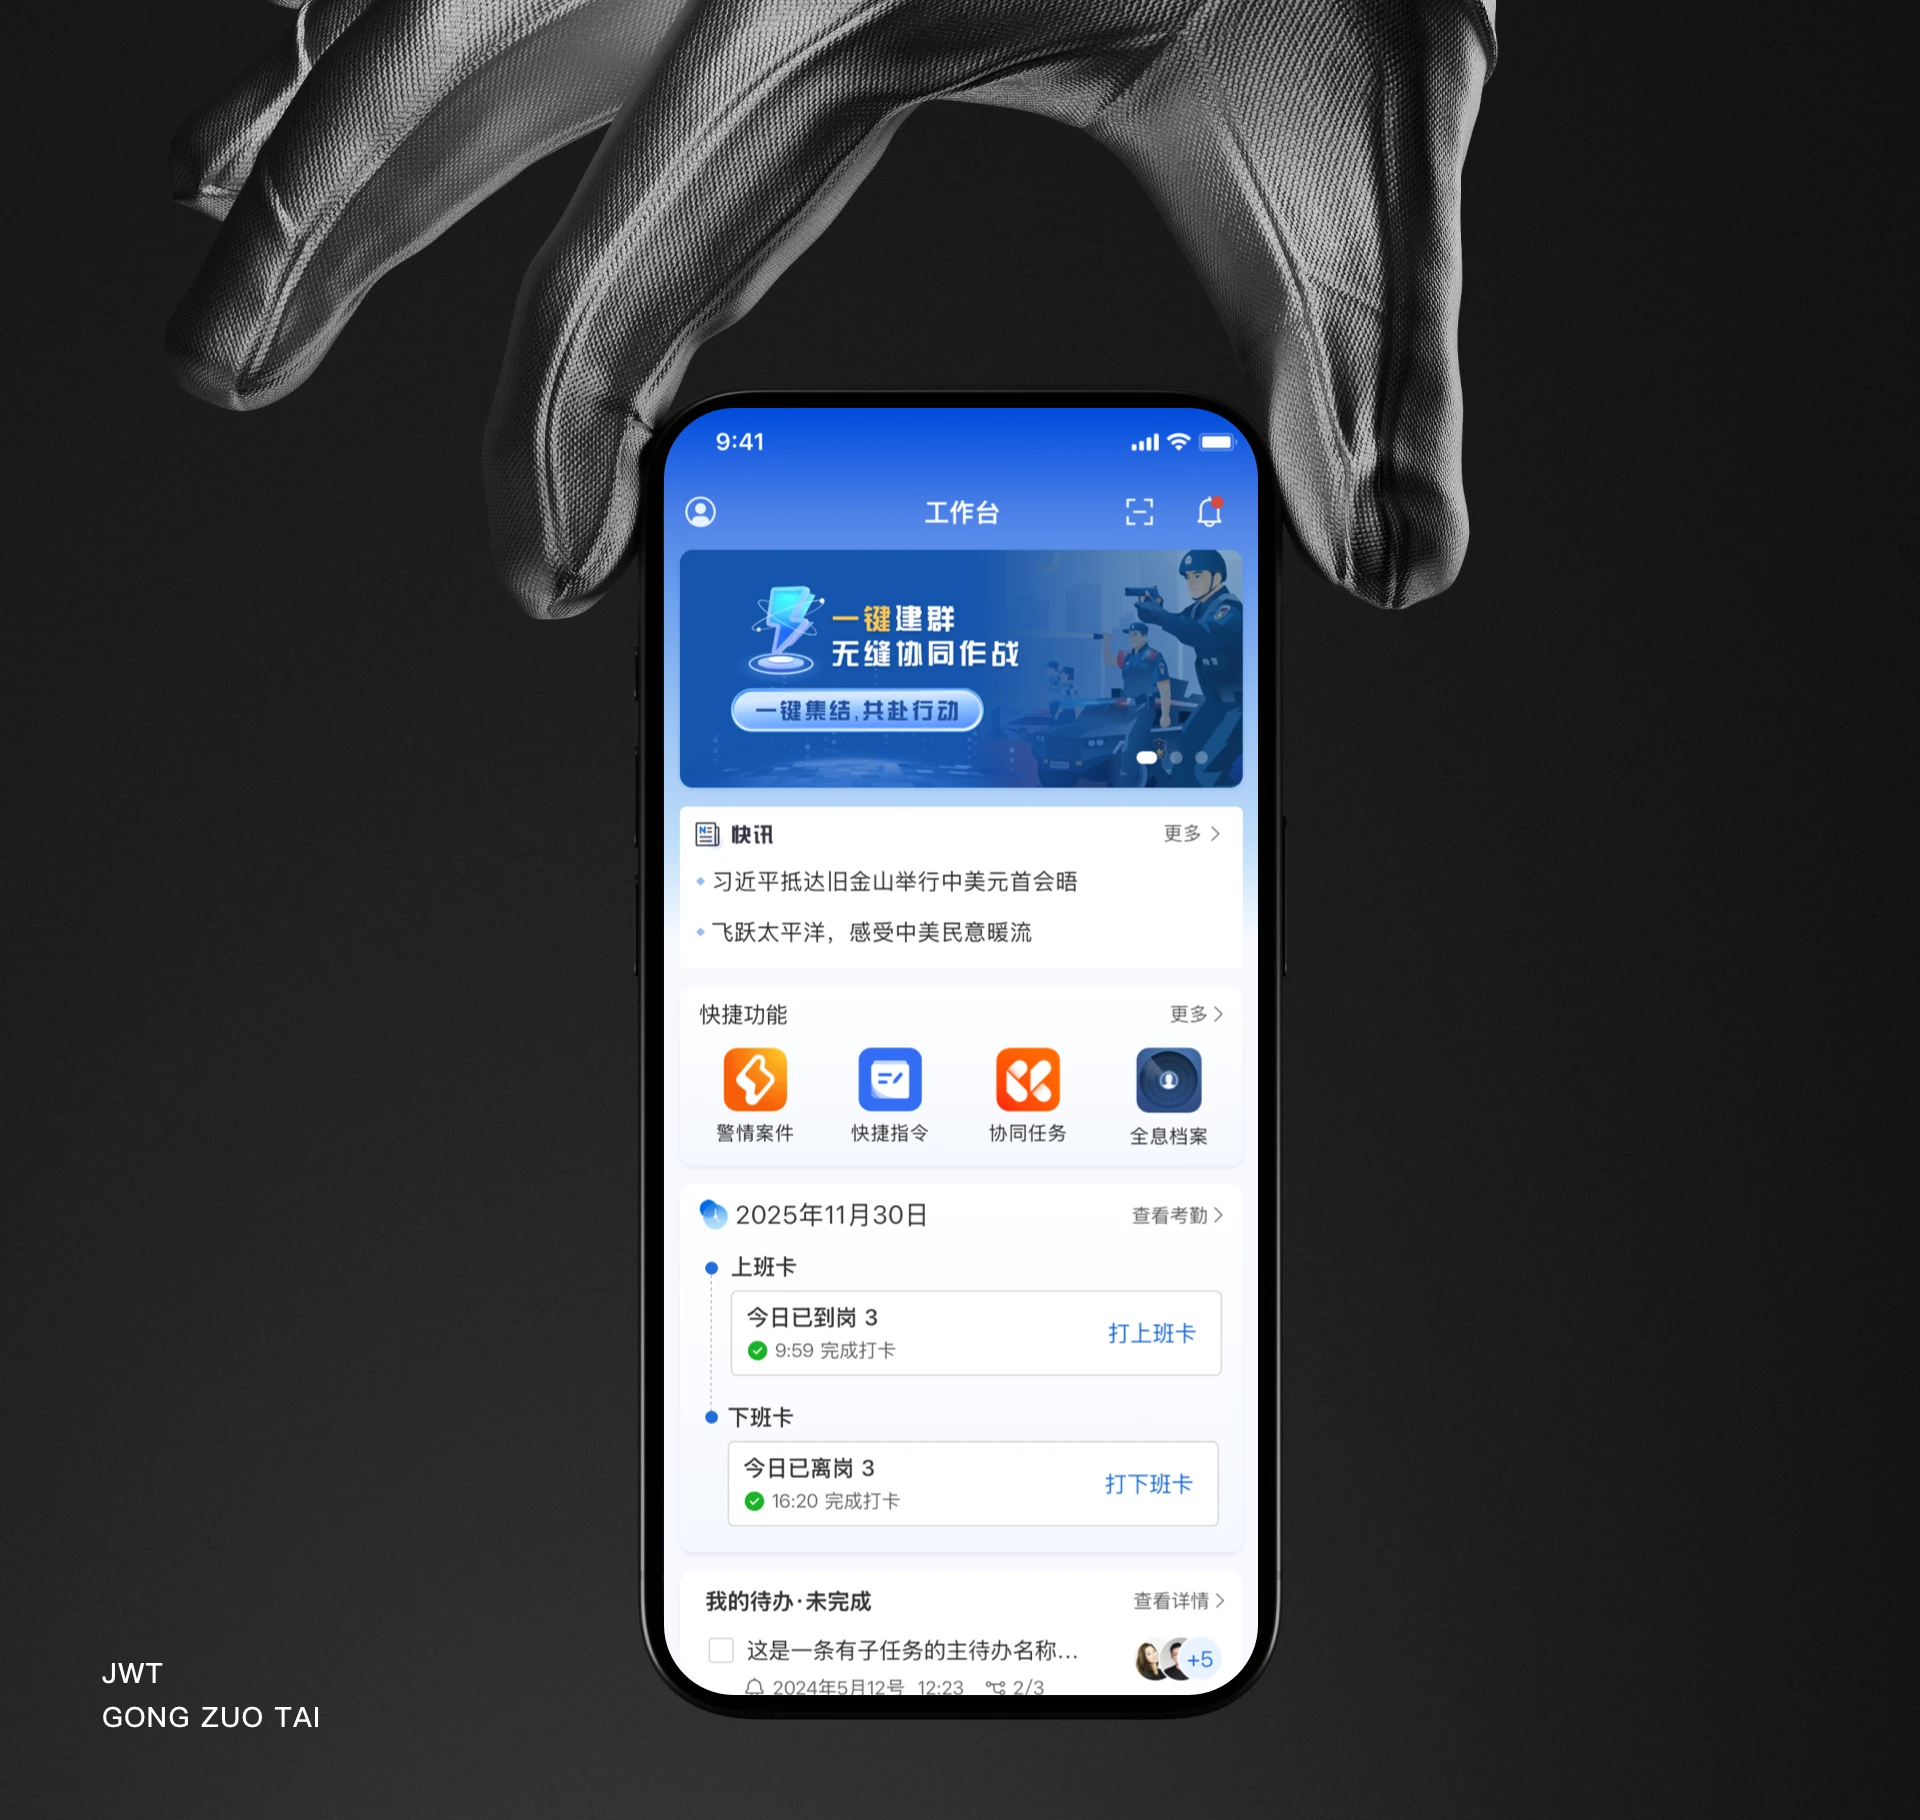 9:41
工作台
一键建群
无缝协同作战
一键集结,共赴行动
快讯
更多
习近平抵达旧金山举行中美元首会晤
飞跃太平洋，感受中美民意暖流
快捷功能
更多
警情案件
快捷指令
协同任务
全息档案
2025年11月30日
查看考勤
上班卡
今日已到岗 3
9:59 完成打卡
打上班卡
下班卡
今日已离岗 3
16:20 完成打卡
打下班卡
我的待办·未完成
查看详情
这是一条有子任务的主待办名称...
+5
2024年5月12号 12:23 2/3
JWT
GONG ZUO TAI